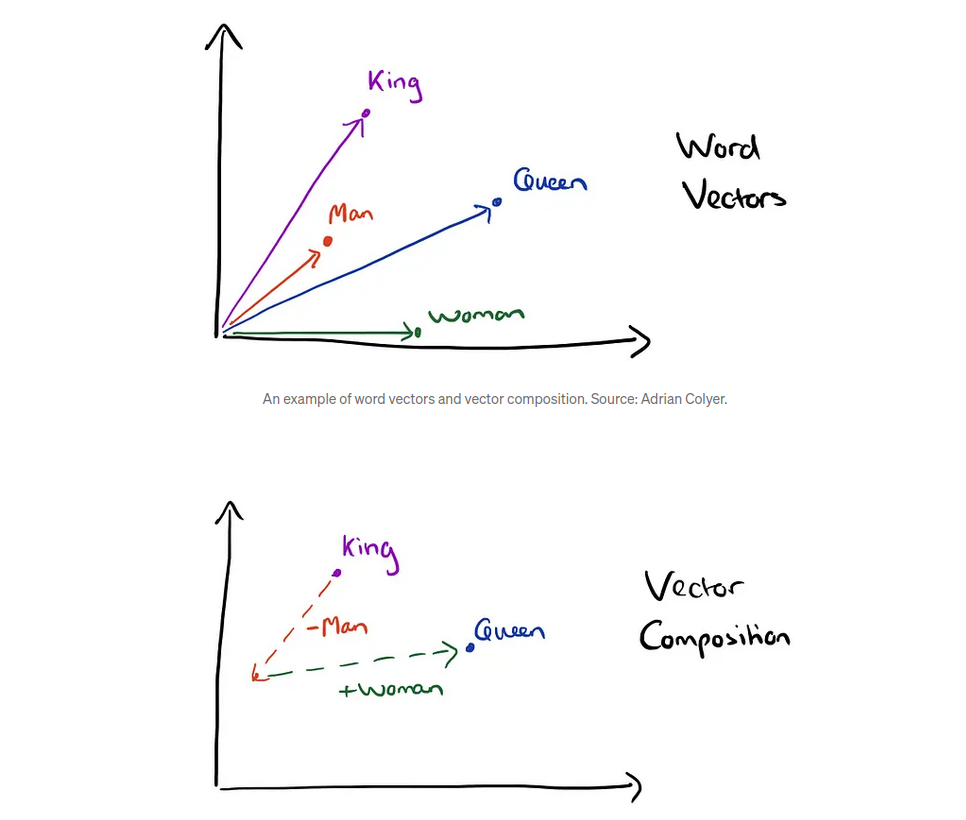 King
Word
Queen
Vectors
Man
Woman
An example of word vectors and vector composition. Source: Adrian Colyer.
King
Vector
-Man
Queen
Composition
+Woman